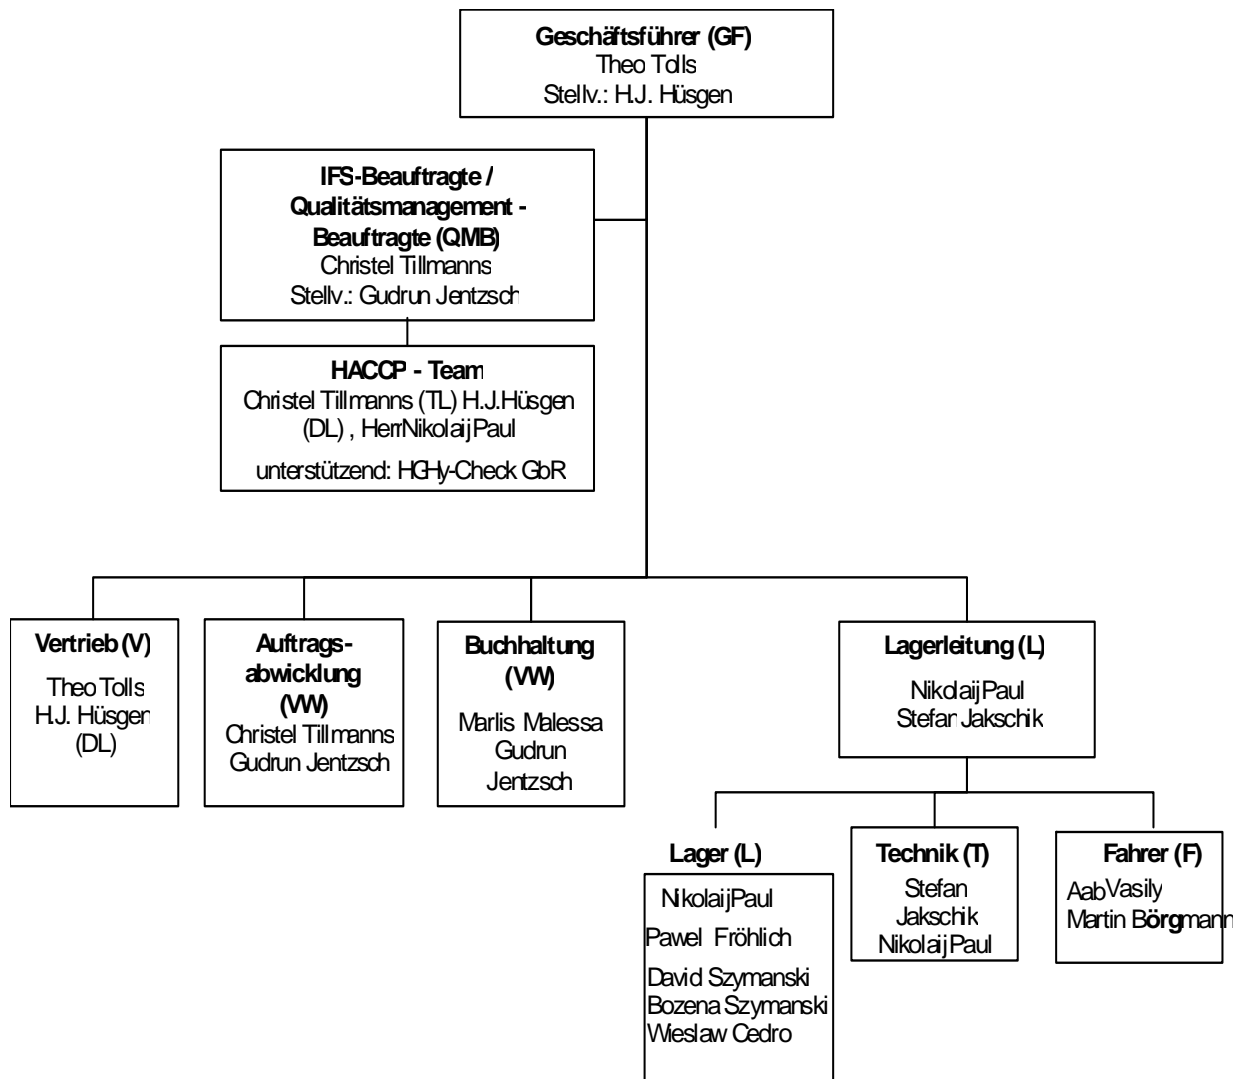 Geschäftsführer (GF)
Theo Tolls
Stellv.: H.J. Hüsgen
IFS-Beauftragte /
Qualitätsmanagement -
Beauftragte (QMB)
Christel Tillmanns
Stellv.: Gudrun Jentzsch
HACCP - Team
Christel Tillmanns (TL) H.J.Hüsgen
(DL) , HerrNikolaijPaul
unterstützend: HGHy-Check GbR
Vertrieb (V)
Theo Tolls
H.J. Hüsgen
(DL)
Auftrags-
abwicklung
(VW)
Christel Tillmanns
Gudrun Jentzsch
Buchhaltung
(VW)
Marlis Malessa
Gudrun
Jentzsch
Lagerleitung (L)
NikolaijPaul
Stefan Jakschik
Lager (L)
NikolaijPaul
Pawel Fröhlich
David Szymanski
Bozena Szymanski
Wieslaw Cedro
Technik (T)
Stefan
Jakschik
NikolaijPaul
Fahrer (F)
Aab Vasily
Martin Börgmann